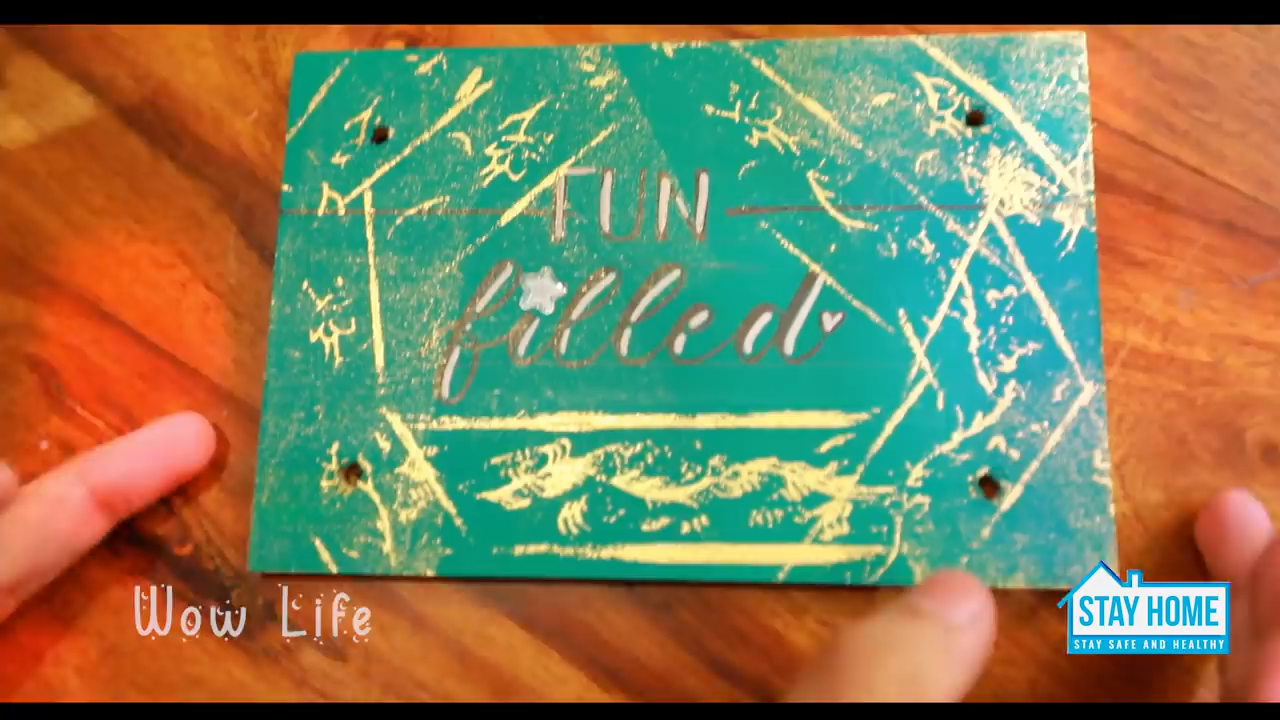 FUN
filled
Wow Life
STAY HOME
STAY SAFE AND HEALTHY